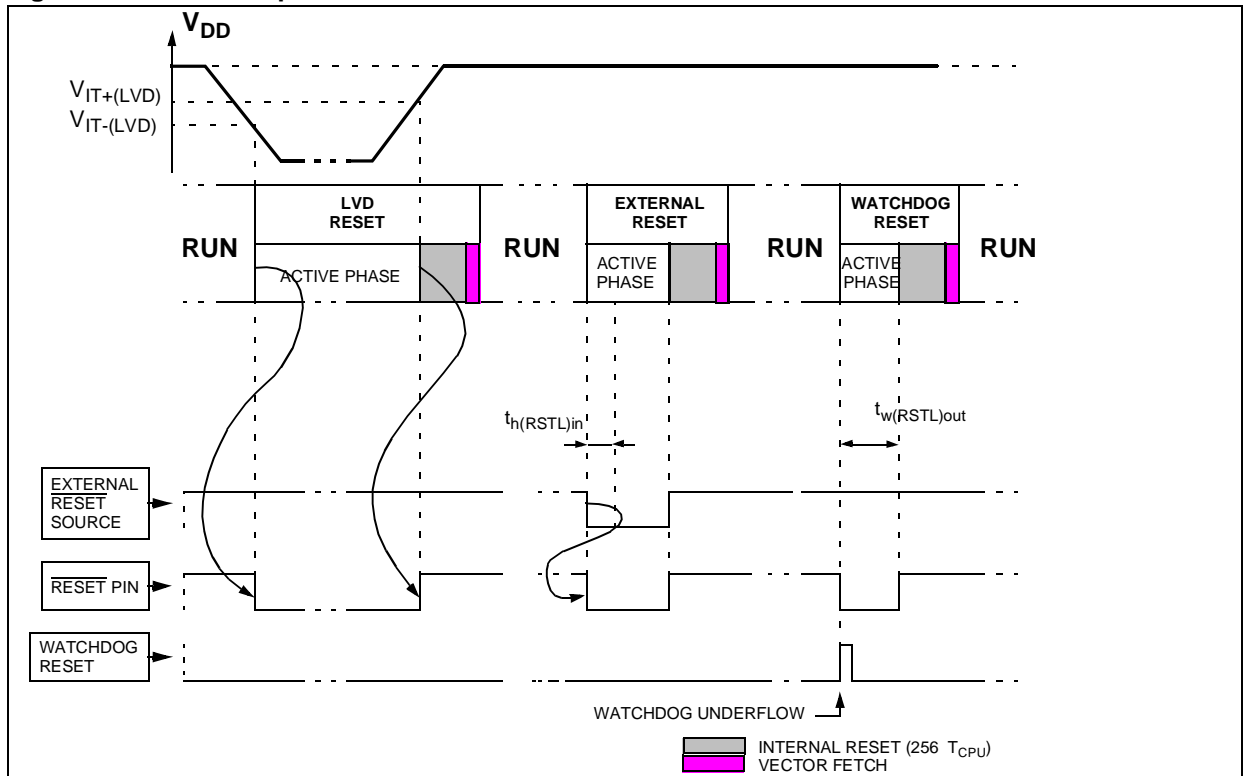 V_DD
V_IT+(LVD)
V_IT-(LVD)
LVD
RESET
EXTERNAL
RESET
WATCHDOG
RESET
RUN
RUN
RUN
RUN
ACTIVE PHASE
ACTIVE
PHASE
ACTIVE
PHASE
t_h(RSTL)in
t_w(RSTL)out
EXTERNAL
RESET
SOURCE
RESET PIN
WATCHDOG
RESET
WATCHDOG UNDERFLOW
INTERNAL RESET (256 T_CPU)
VECTOR FETCH